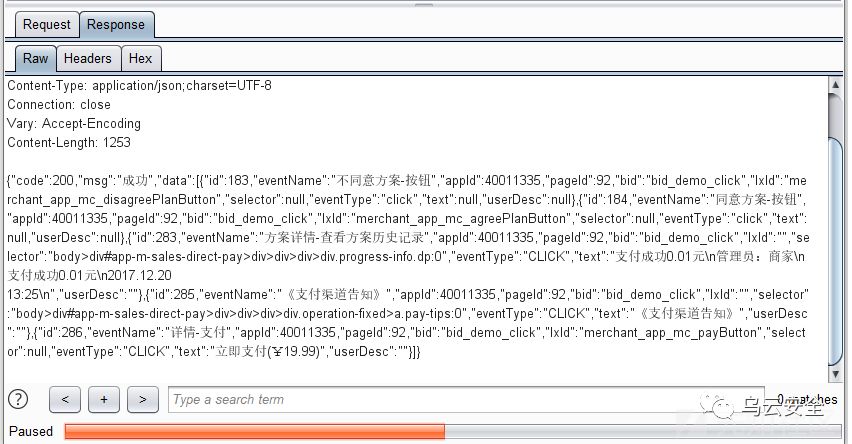 Request Response
Raw Headers Hex
Content-Type: application/json;charset=UTF-8
Connection: close
Vary: Accept-Encoding
Content-Length: 1253
{"code":200,"msg":"成功","data":[{"id":183,"eventName":"不同意方案-按钮","appId":40011335,"pageId":92,"bid":"bid_demo_click","lxId":"mer
chant_app_mc_disagreePlanButton","selector":null,"eventType":"click","text":null,"userDesc":null},{"id":184,"eventName":"同意方案-按钮",
"appId":40011335,"pageId":92,"bid":"bid_demo_click","lxId":"merchant_app_mc_agreePlanButton","selector":null,"eventType":"click","text":
null,"userDesc":null},{"id":283,"eventName":"方案详情-查看方案历史记录","appId":40011335,"pageId":92,"bid":"bid_demo_click","lxId":"","se
lector":"body>div#app-m-sales-direct-pay>div>div>div>div.progress-info.dp:0","eventType":"CLICK","text":"支付成功0.01元\n管理员：商家\n
支付成功0.01元\n2017.12.20
13:25\n","userDesc":""},{"id":285,"eventName":"《支付渠道告知》","appId":40011335,"pageId":92,"bid":"bid_demo_click","lxId":"","selector
":"body>div#app-m-sales-direct-pay>div>div>div>div.operation-fixed>a.pay-tips:0","eventType":"CLICK","text":"《支付渠道告知》","userDesc
":""},{"id":286,"eventName":"详情-支付","appId":40011335,"pageId":92,"bid":"bid_demo_click","lxId":"merchant_app_mc_payButton","select
or":null,"eventType":"CLICK","text":"立即支付(¥19.99)","userDesc":""}]}
? < + > Type a search term 0 matches
乌云安全
Paused